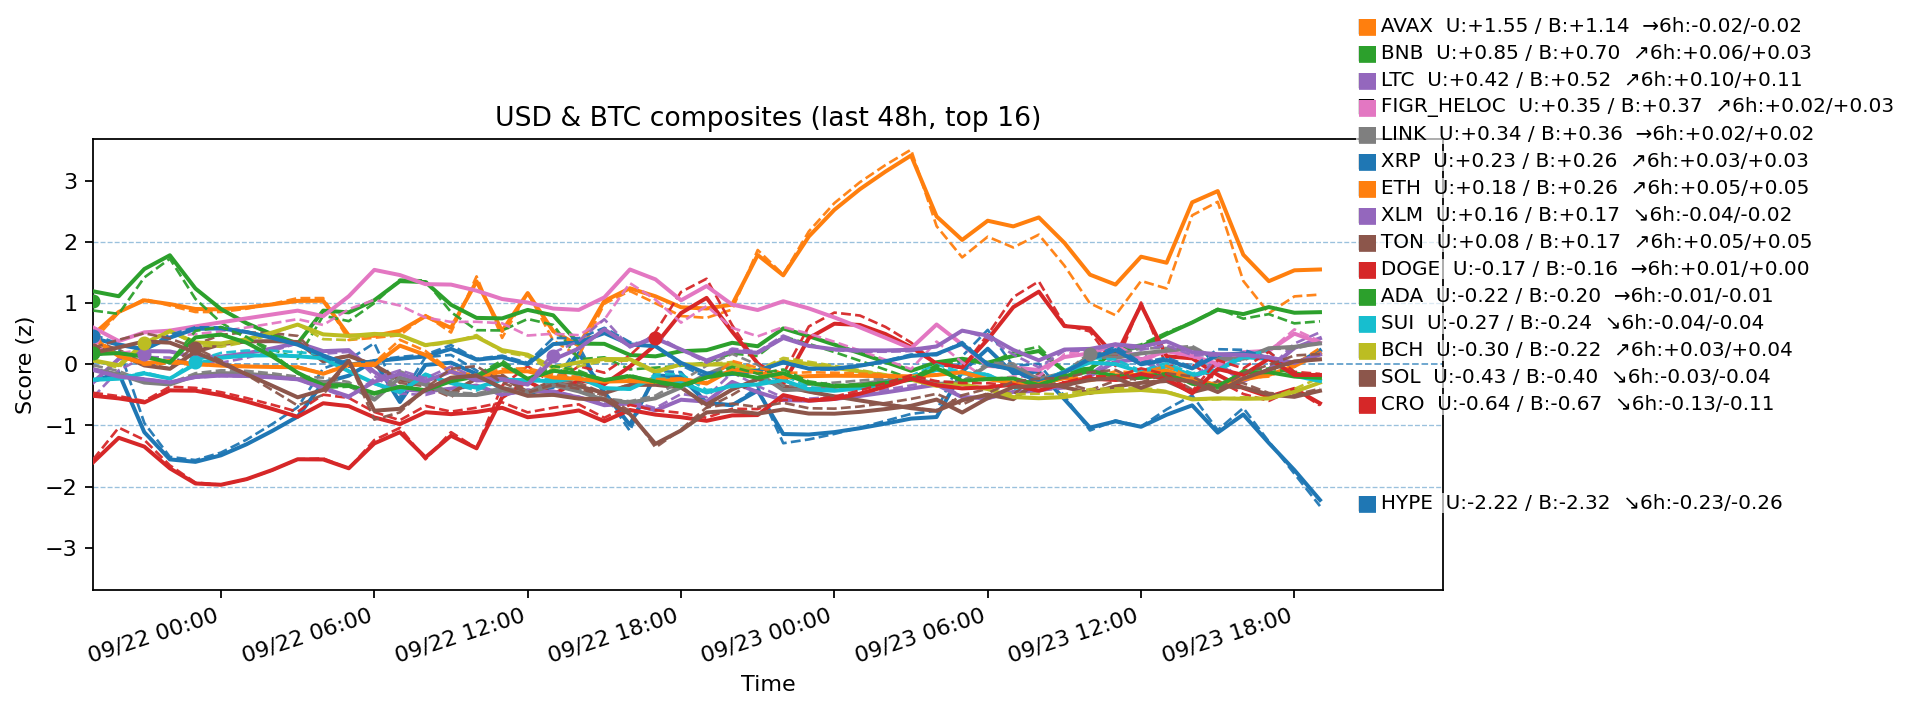 USD & BTC composites (last 48h, top 16)
AVAX U:+1.55 / B:+1.14 →6h:-0.02/-0.02
BNB U:+0.85 / B:+0.70 ↗6h:+0.06/+0.03
LTC U:+0.42 / B:+0.52 ↗6h:+0.10/+0.11
FIGR_HELOC U:+0.35 / B:+0.37 ↗6h:+0.02/+0.03
LINK U:+0.34 / B:+0.36 →6h:+0.02/+0.02
XRP U:+0.23 / B:+0.26 ↗6h:+0.03/+0.03
ETH U:+0.18 / B:+0.26 ↗6h:+0.05/+0.05
XLM U:+0.16 / B:+0.17 ↘6h:-0.04/-0.02
TON U:+0.08 / B:+0.17 ↗6h:+0.05/+0.05
DOGE U:-0.17 / B:-0.16 →6h:+0.01/+0.00
ADA U:-0.22 / B:-0.20 →6h:-0.01/-0.01
SUI U:-0.27 / B:-0.24 ↘6h:-0.04/-0.04
BCH U:-0.30 / B:-0.22 ↗6h:+0.03/+0.04
SOL U:-0.43 / B:-0.40 ↘6h:-0.03/-0.04
CRO U:-0.64 / B:-0.67 ↘6h:-0.13/-0.11
HYPE U:-2.22 / B:-2.32 ↘6h:-0.23/-0.26
Score (z)
3
2
1
0
−1
−2
−3
09/22 00:00
09/22 06:00
09/22 12:00
09/22 18:00
09/23 00:00
09/23 06:00
09/23 12:00
09/23 18:00
Time